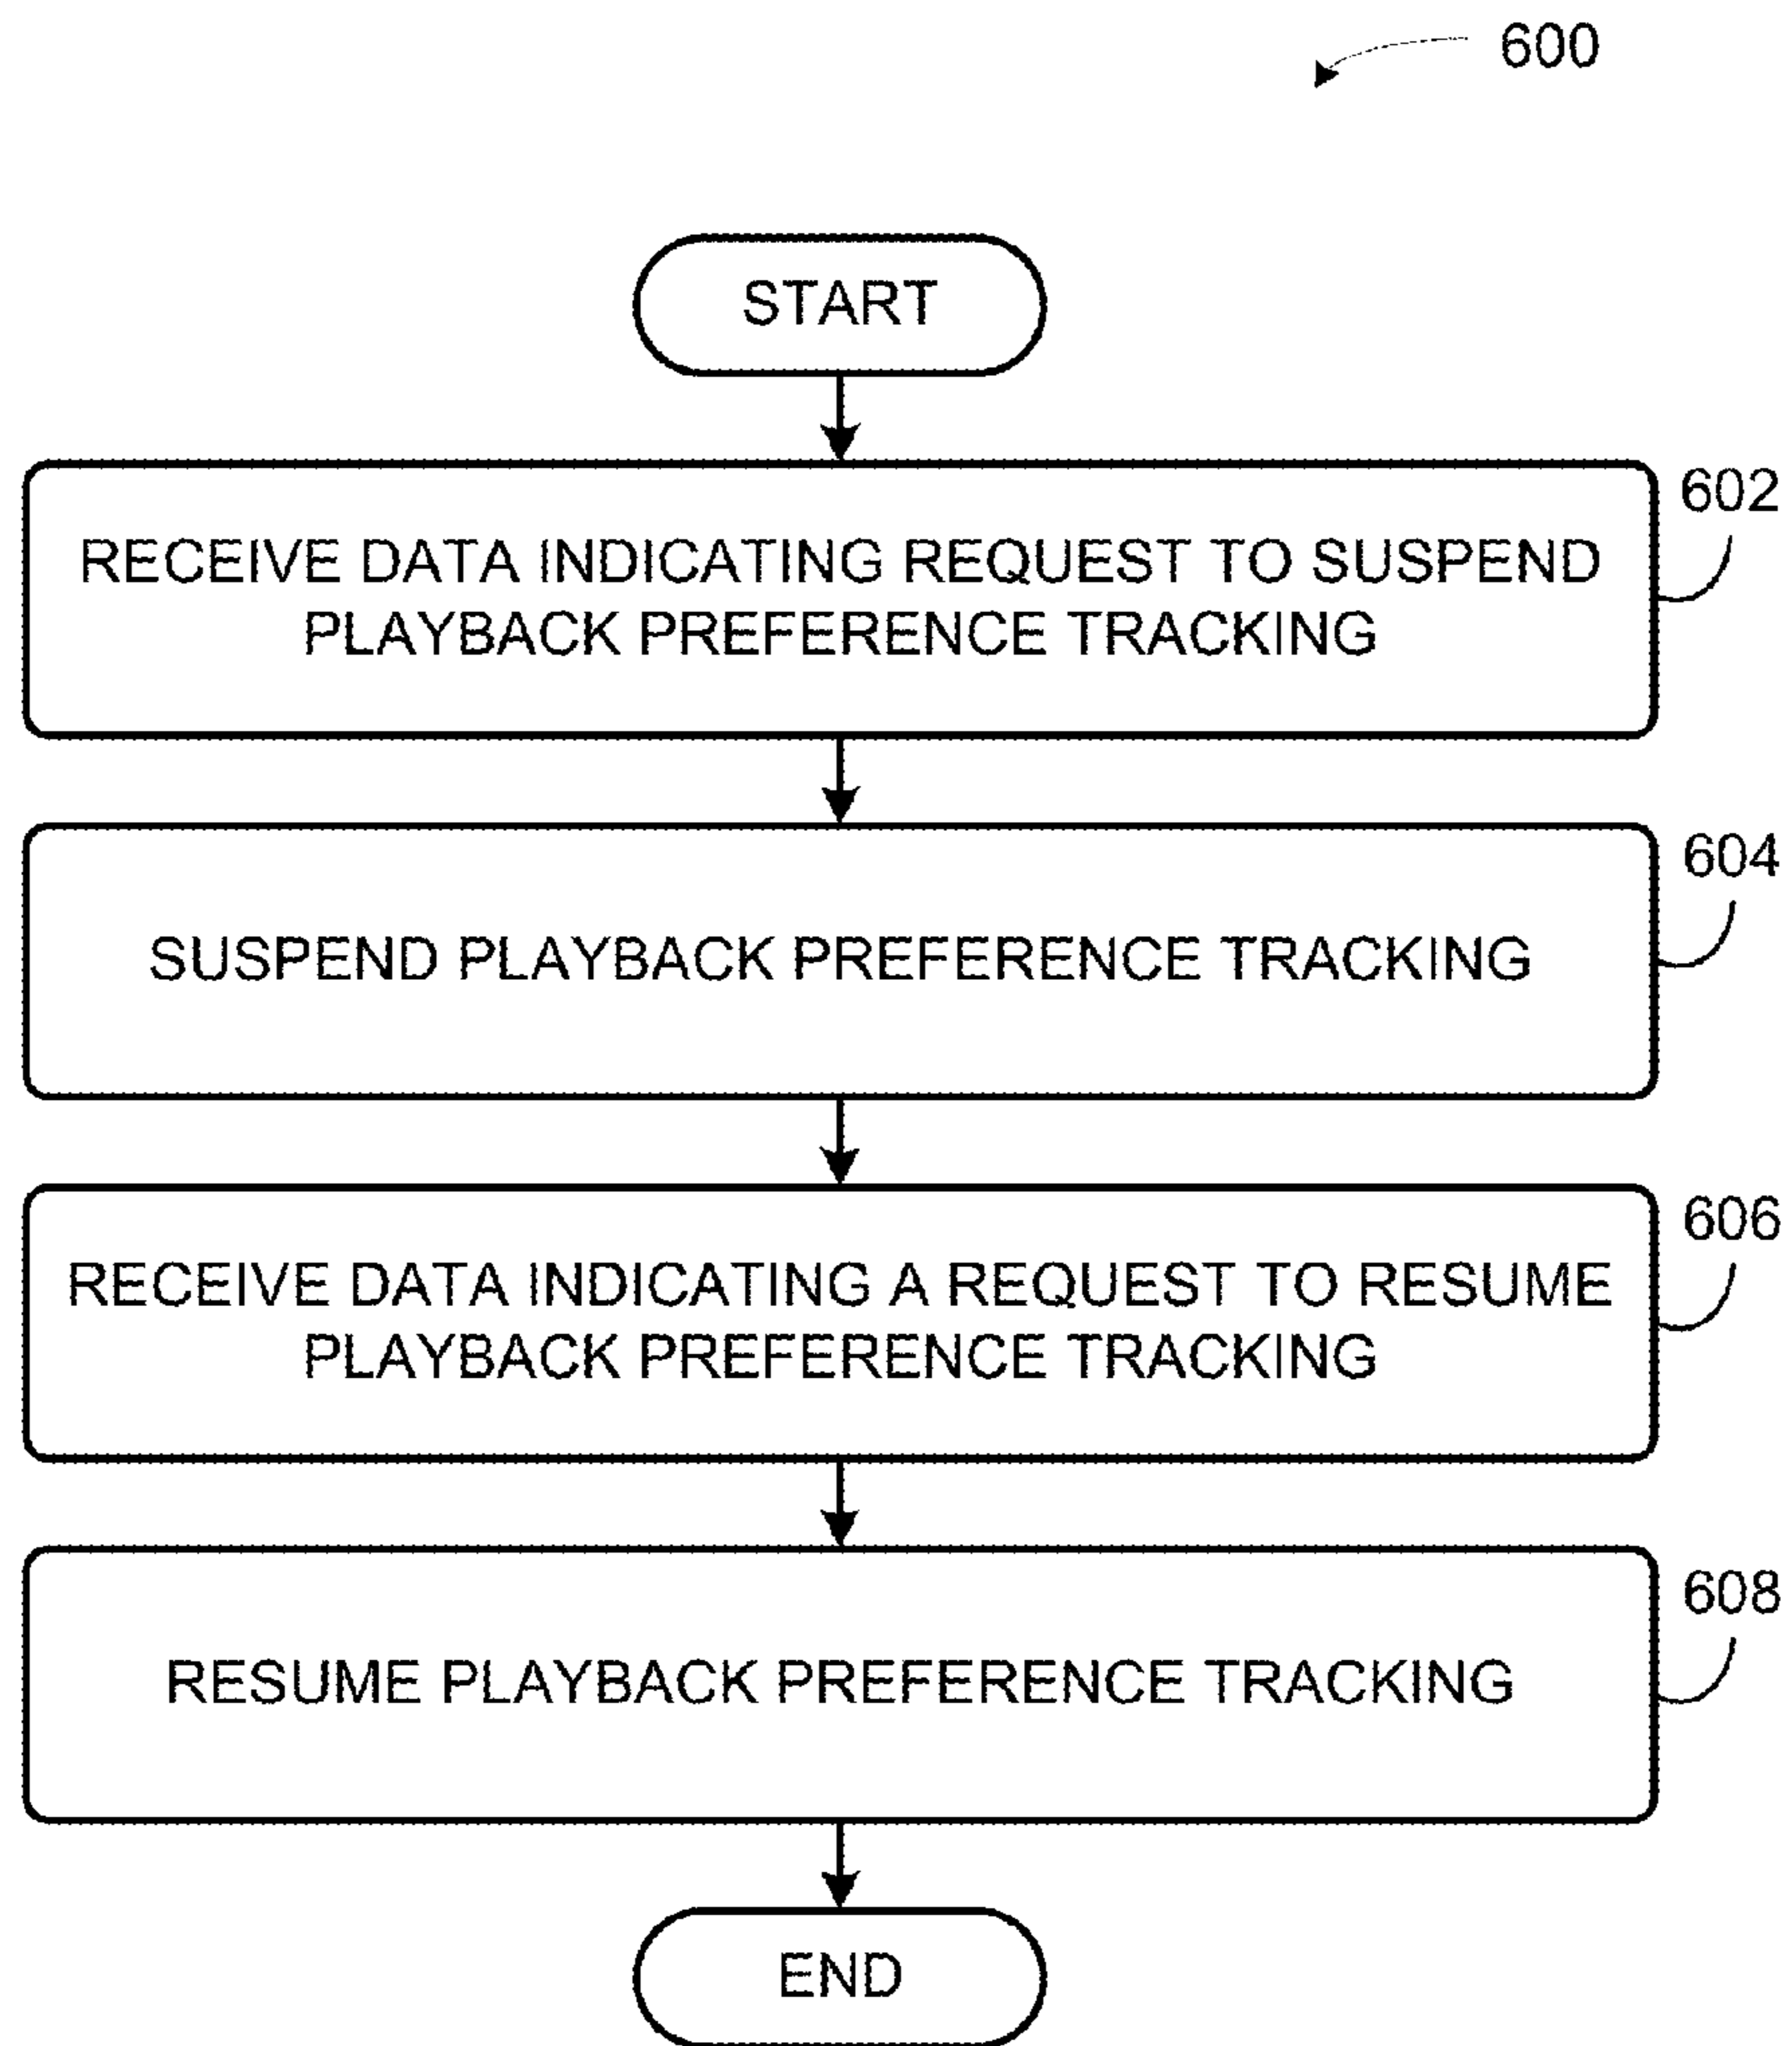 600
START
602
RECEIVE DATA INDICATING REQUEST TO SUSPEND
PLAYBACK PREFERENCE TRACKING
604
SUSPEND PLAYBACK PREFERENCE TRACKING
606
RECEIVE DATA INDICATING A REQUEST TO RESUME
PLAYBACK PREFERENCE TRACKING
608
RESUME PLAYBACK PREFERENCE TRACKING
END